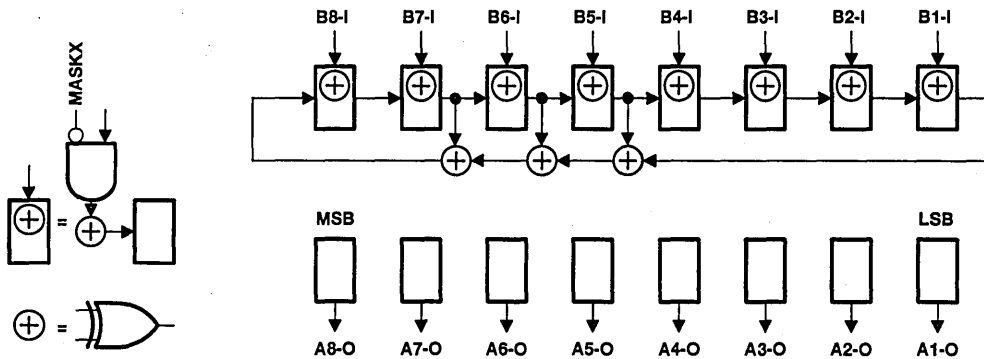 B8-I B7-I B6-I B5-I B4-I B3-I B2-I B1-I
MASKX
MSB LSB
=
=
A8-O A7-O A6-O A5-O A4-O A3-O A2-O A1-O